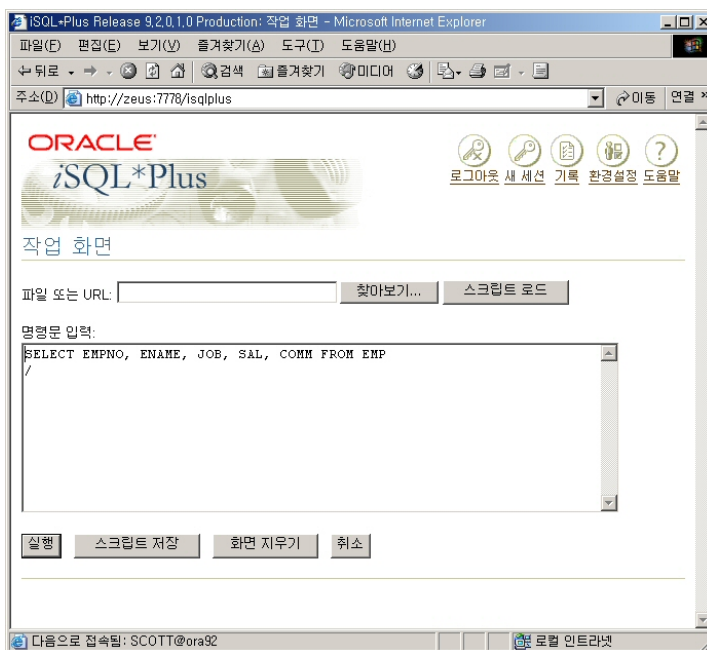 iSQL*Plus Release 9,2,0,1,0 Production: 작업 화면 - Microsoft Internet Explorer
파일(F) 편집(E) 보기(V) 즐겨찾기(A) 도구(T) 도움말(H)
뒤로 검색 즐겨찾기 미디어
주소(D) http://zeus:7778/isqlplus 이동 연결 »
ORACLE
iSQL*Plus
로그아웃 새 세션 기록 환경설정 도움말
작업 화면
파일 또는 URL: 찾아보기... 스크립트 로드
명령문 입력:
SELECT EMPNO, ENAME, JOB, SAL, COMM FROM EMP
/
실행 스크립트 저장 화면 지우기 취소
다음으로 접속됨: SCOTT@ora92 로컬 인트라넷